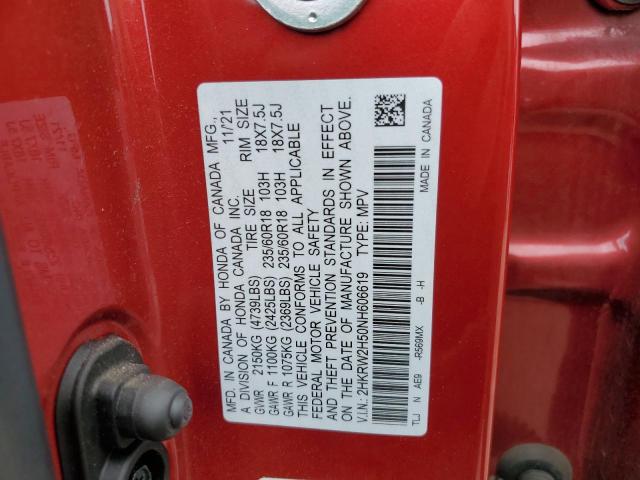 MFD. IN CANADA BY HONDA OF CANADA MFG.,
A DIVISION OF HONDA CANADA INC. 11/21
TIRE SIZE RIM SIZE
GVWR 2150KG (4739LBS)
GAWR F 1100KG (2425LBS) 235/60R18 103H 18X7.5J
GAWR R 1075KG (2369LBS) 235/60R18 103H 18X7.5J
THIS VEHICLE CONFORMS TO ALL APPLICABLE
FEDERAL MOTOR VEHICLE SAFETY
AND THEFT PREVENTION STANDARDS IN EFFECT
ON THE DATE OF MANUFACTURE SHOWN ABOVE.
V.I.N.: 2HKRW2H50NH606619 TYPE: MPV
TLJ N AE9 -R569MX -B -H
MADE IN CANADA